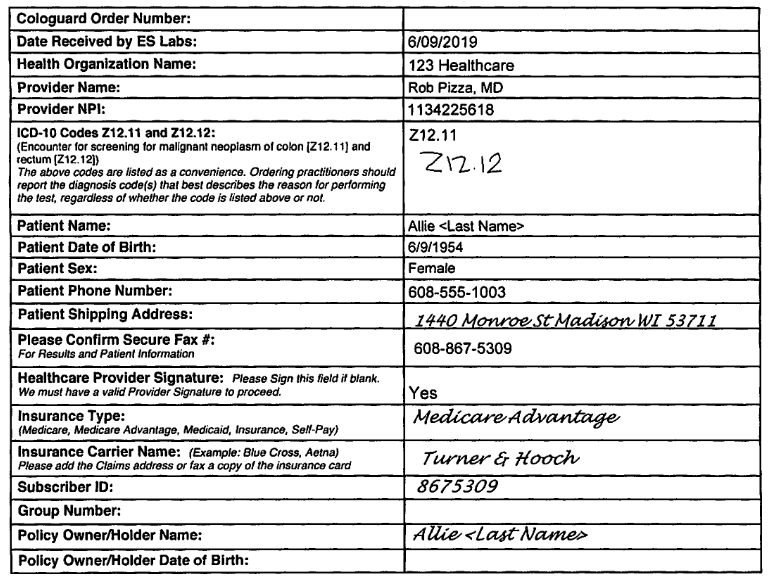 Cologuard Order Number:
Date Received by ES Labs: 6/09/2019
Health Organization Name: 123 Healthcare
Provider Name: Rob Pizza, MD
Provider NPI: 1134225618
ICD-10 Codes Z12.11 and Z12.12: Z12.11
(Encounter for screening for malignant neoplasm of colon [Z12.11] and
rectum [Z12.12]) Z12.12
The above codes are listed as a convenience. Ordering practitioners should
report the diagnosis code(s) that best describes the reason for performing
the test, regardless of whether the code is listed above or not.
Patient Name: Allie <Last Name>
Patient Date of Birth: 6/9/1954
Patient Sex: Female
Patient Phone Number: 608-555-1003
Patient Shipping Address: 1440 Monroe St Madison WI 53711
Please Confirm Secure Fax #: 608-867-5309
For Results and Patient Information
Healthcare Provider Signature: Please Sign this field if blank.
We must have a valid Provider Signature to proceed. Yes
Insurance Type: Medicare Advantage
(Medicare, Medicare Advantage, Medicaid, Insurance, Self-Pay)
Insurance Carrier Name: (Example: Blue Cross, Aetna) Turner & Hooch
Please add the Claims address or fax a copy of the insurance card
Subscriber ID: 8675309
Group Number:
Policy Owner/Holder Name: Allie <Last Name>
Policy Owner/Holder Date of Birth: